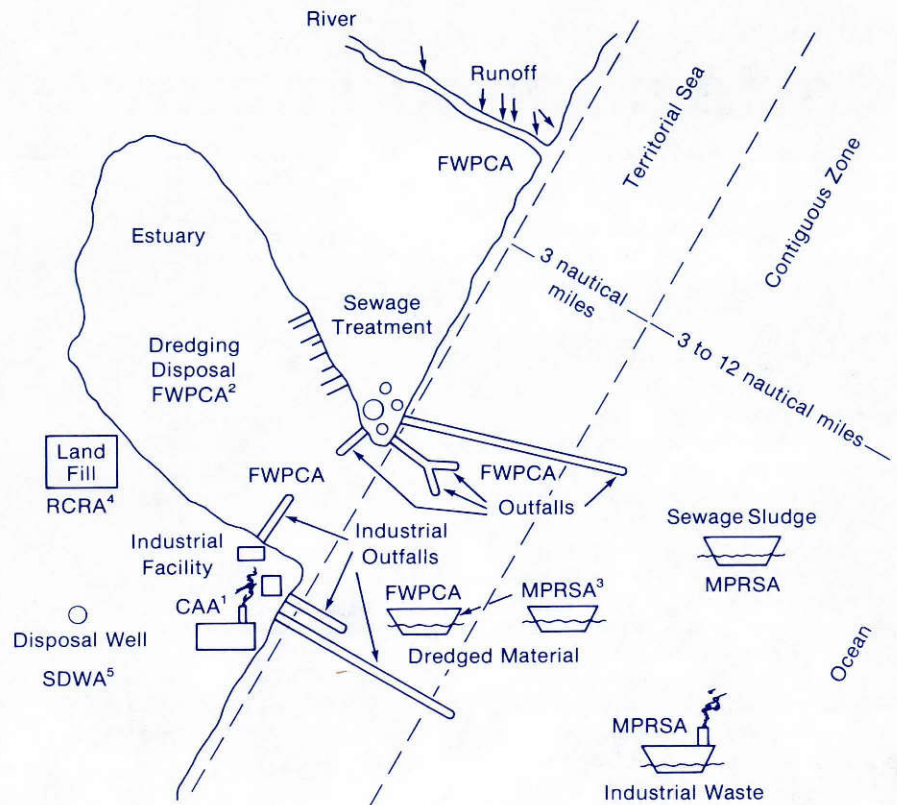 River
Runoff
FWPCA
Territorial Sea
Contiguous Zone
3 nautical
miles
3 to 12 nautical miles
Estuary
Sewage
Treatment
Dredging
Disposal
FWPCA²
Land
Fill
RCRA⁴
FWPCA
FWPCA
Outfalls
Industrial
Outfalls
Industrial
Facility
CAA¹
Disposal Well
SDWA⁵
FWPCA
MPRSA³
Dredged Material
Sewage Sludge
MPRSA
Ocean
MPRSA
Industrial Waste